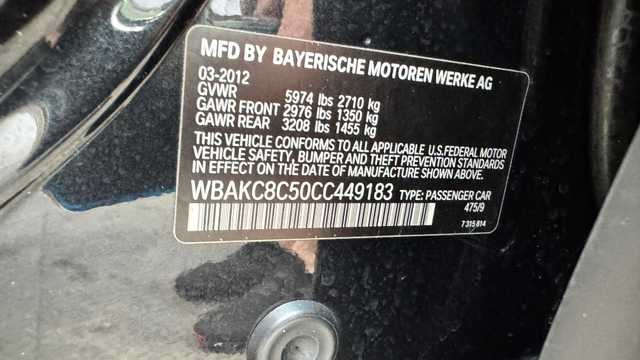 MFD BY BAYERISCHE MOTOREN WERKE AG
03-2012
GVWR 5974 lbs 2710 kg
GAWR FRONT 2976 lbs 1350 kg
GAWR REAR 3208 lbs 1455 kg
THIS VEHICLE CONFORMS TO ALL APPLICABLE U.S.FEDERAL MOTOR
VEHICLE SAFETY, BUMPER AND THEFT PREVENTION STANDARDS
IN EFFECT ON THE DATE OF MANUFACTURE SHOWN ABOVE.
WBAKC8C50CC449183 TYPE: PASSENGER CAR
475/9
7 315 814